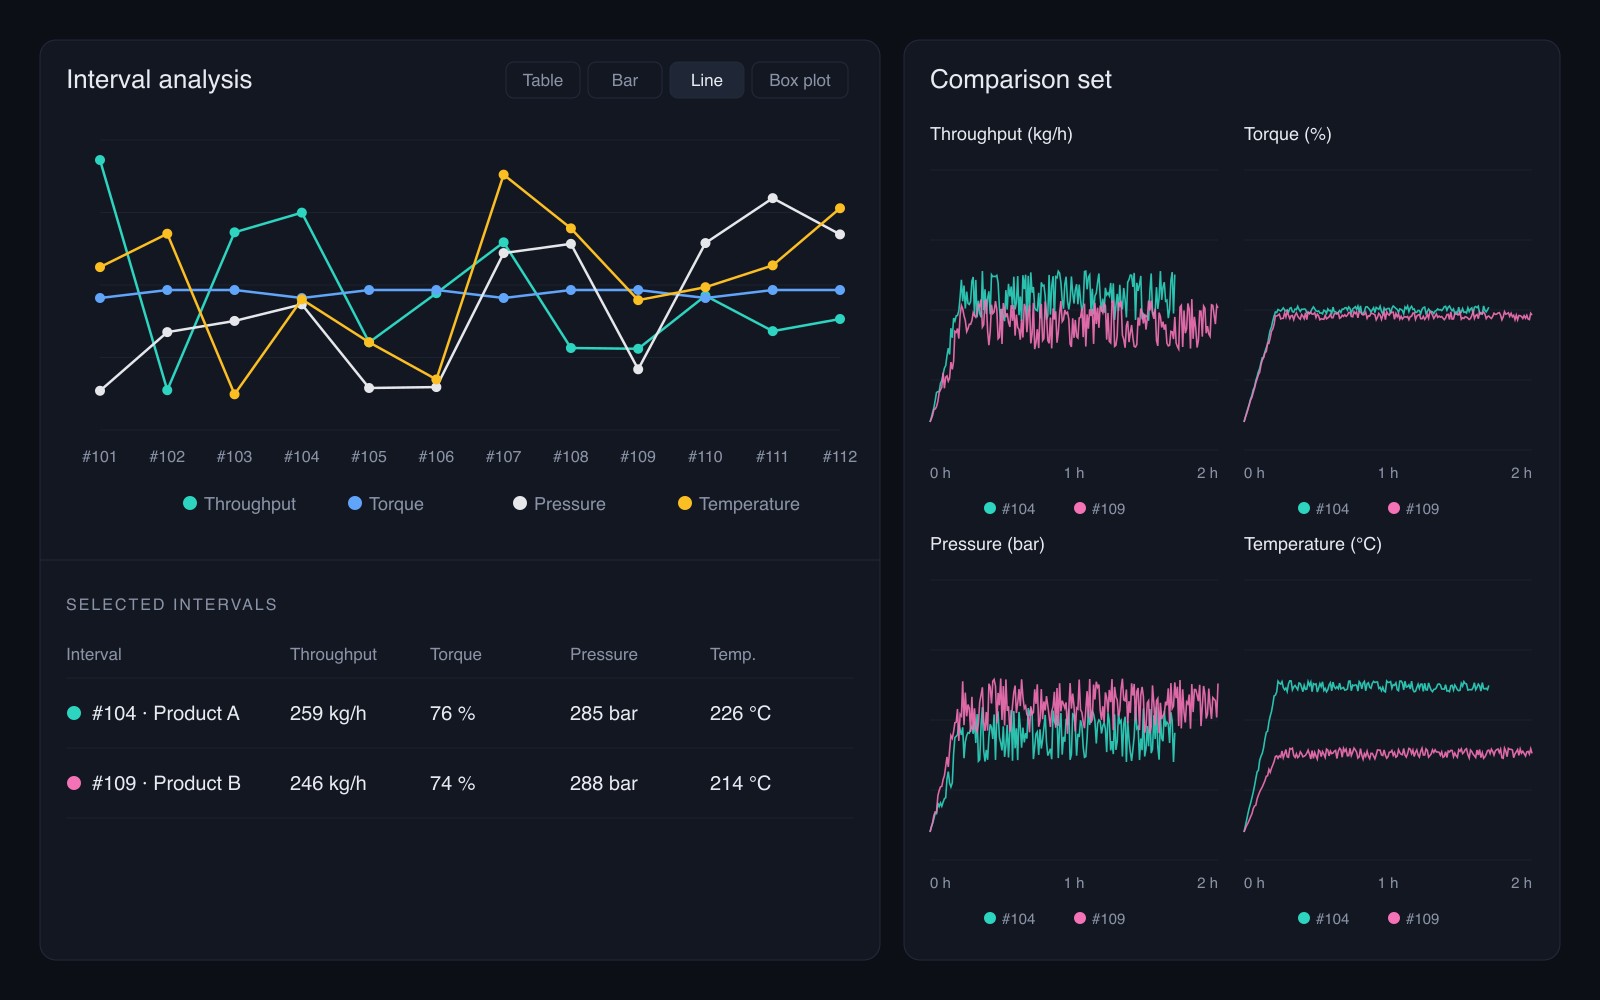 Interval analysis
Table Bar Line Box plot
#101 #102 #103 #104 #105 #106 #107 #108 #109 #110 #111 #112
Throughput Torque Pressure Temperature
SELECTED INTERVALS
Interval Throughput Torque Pressure Temp.
#104 · Product A 259 kg/h 76 % 285 bar 226 °C
#109 · Product B 246 kg/h 74 % 288 bar 214 °C
Comparison set
Throughput (kg/h)
0 h 1 h 2 h
#104 #109
Torque (%)
0 h 1 h 2 h
#104 #109
Pressure (bar)
0 h 1 h 2 h
#104 #109
Temperature (°C)
0 h 1 h 2 h
#104 #109